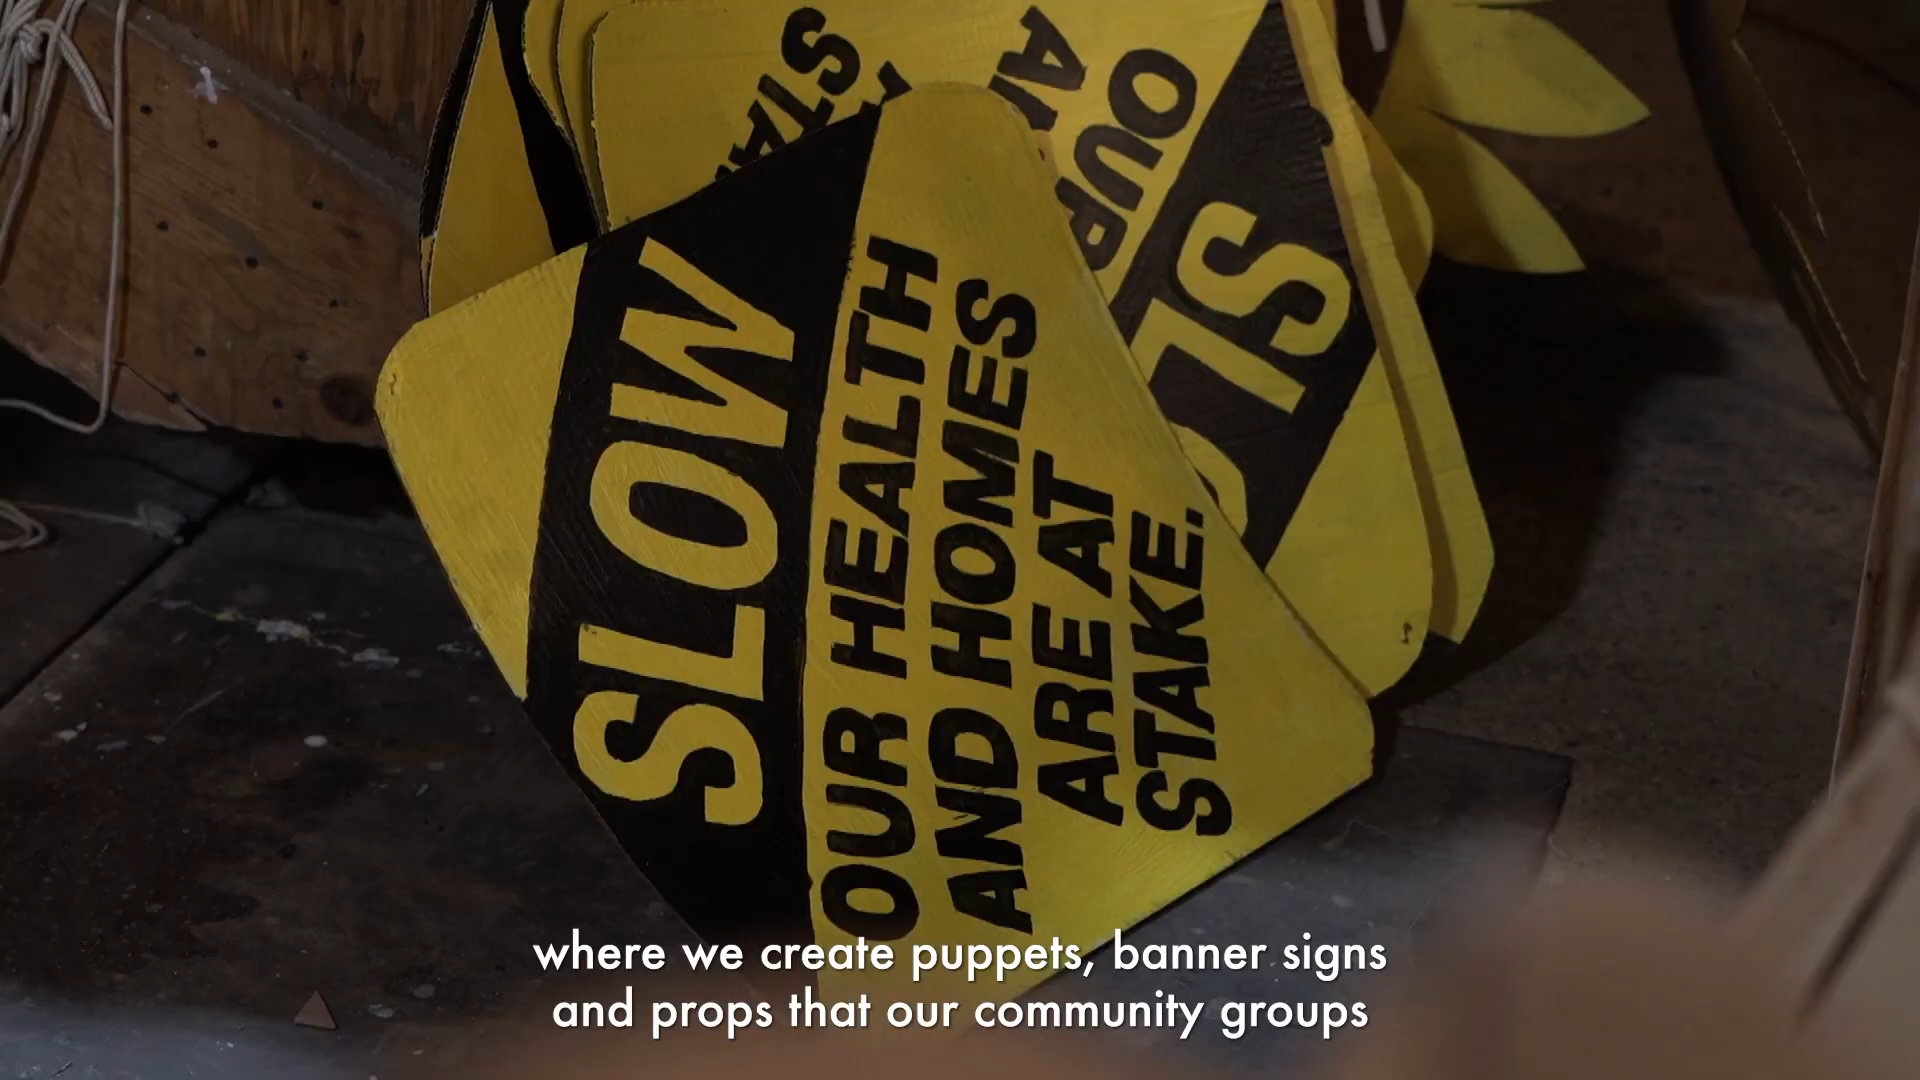 SLOW
OUR HEALTH
AND HOMES
ARE AT
STAKE.
OUR
where we create puppets, banner signs
and props that our community groups